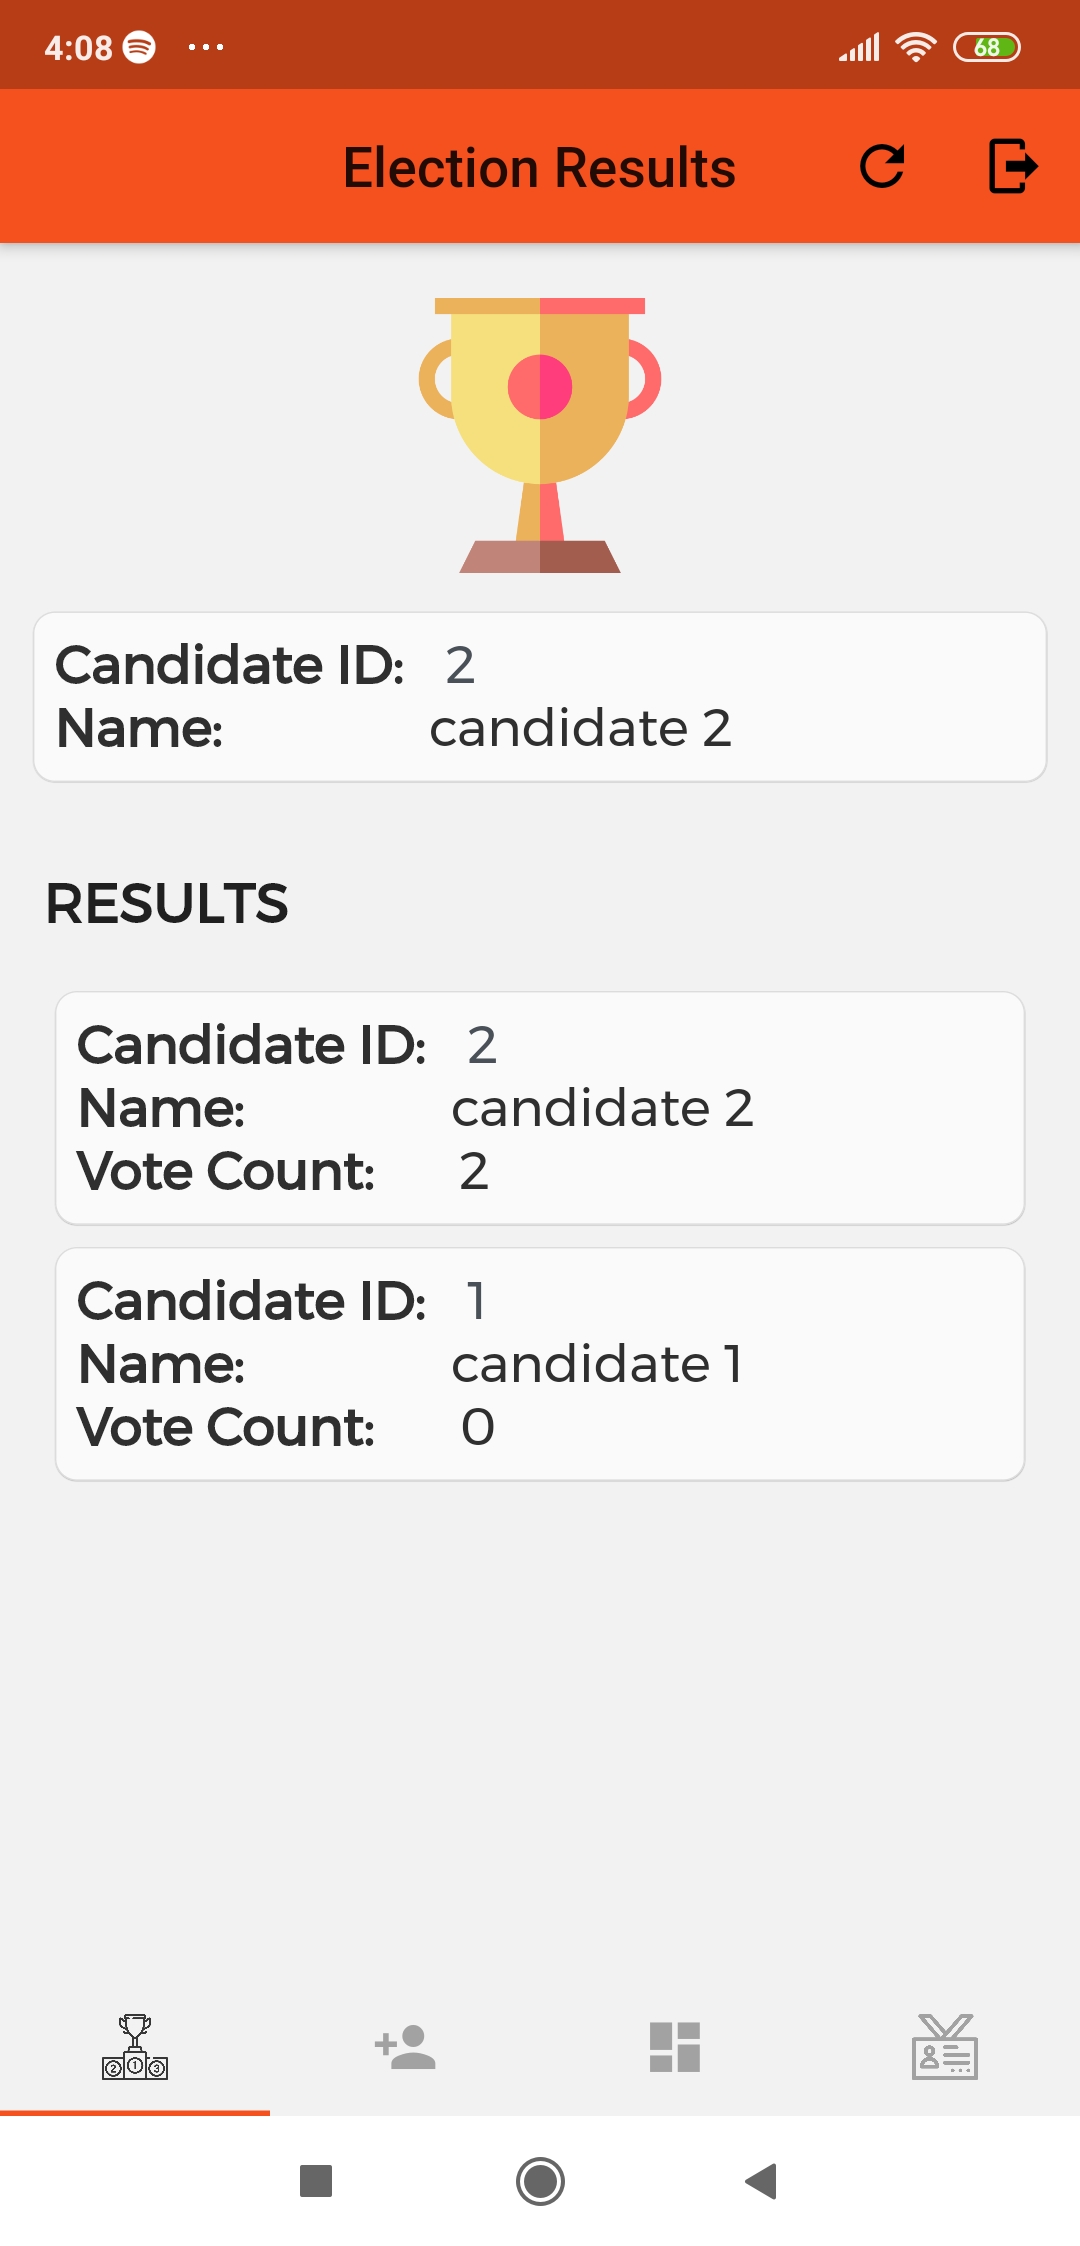 4:08
68
Election Results
Candidate ID: 2
Name: candidate 2
RESULTS
Candidate ID: 2
Name: candidate 2
Vote Count: 2
Candidate ID: 1
Name: candidate 1
Vote Count: 0
2 1 3